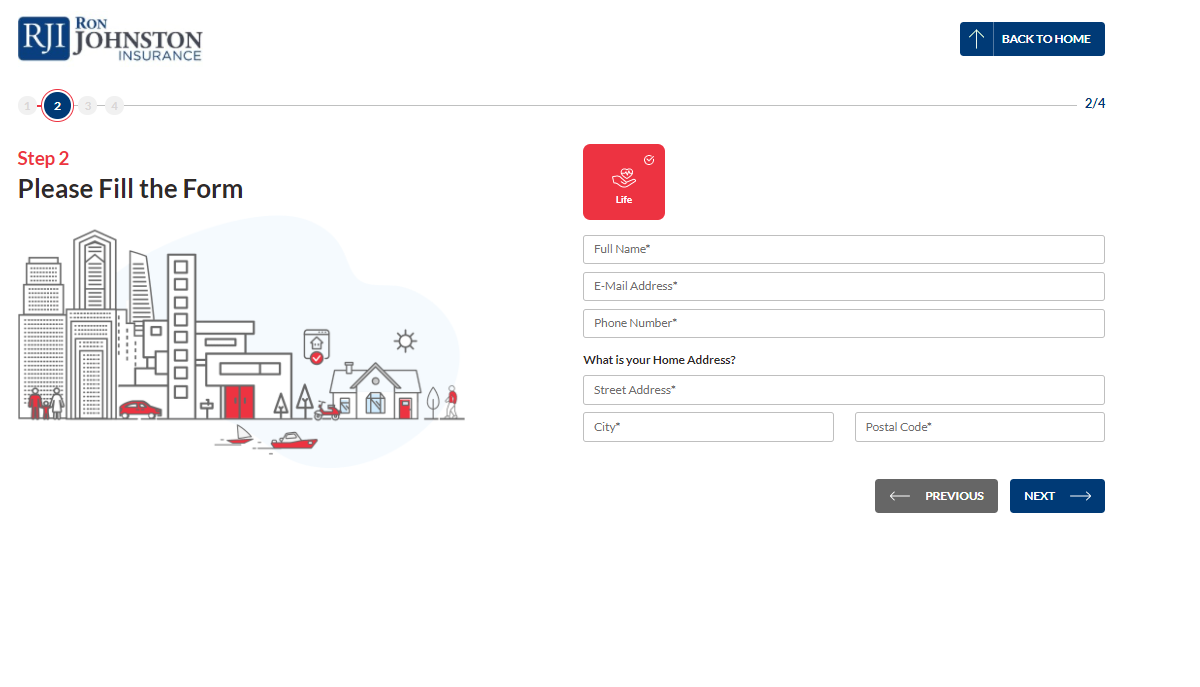 RJI RON JOHNSTON INSURANCE
BACK TO HOME
1 2 3 4
2/4
Step 2
Please Fill the Form
Life
Full Name*
E-Mail Address*
Phone Number*
What is your Home Address?
Street Address*
City* Postal Code*
PREVIOUS NEXT